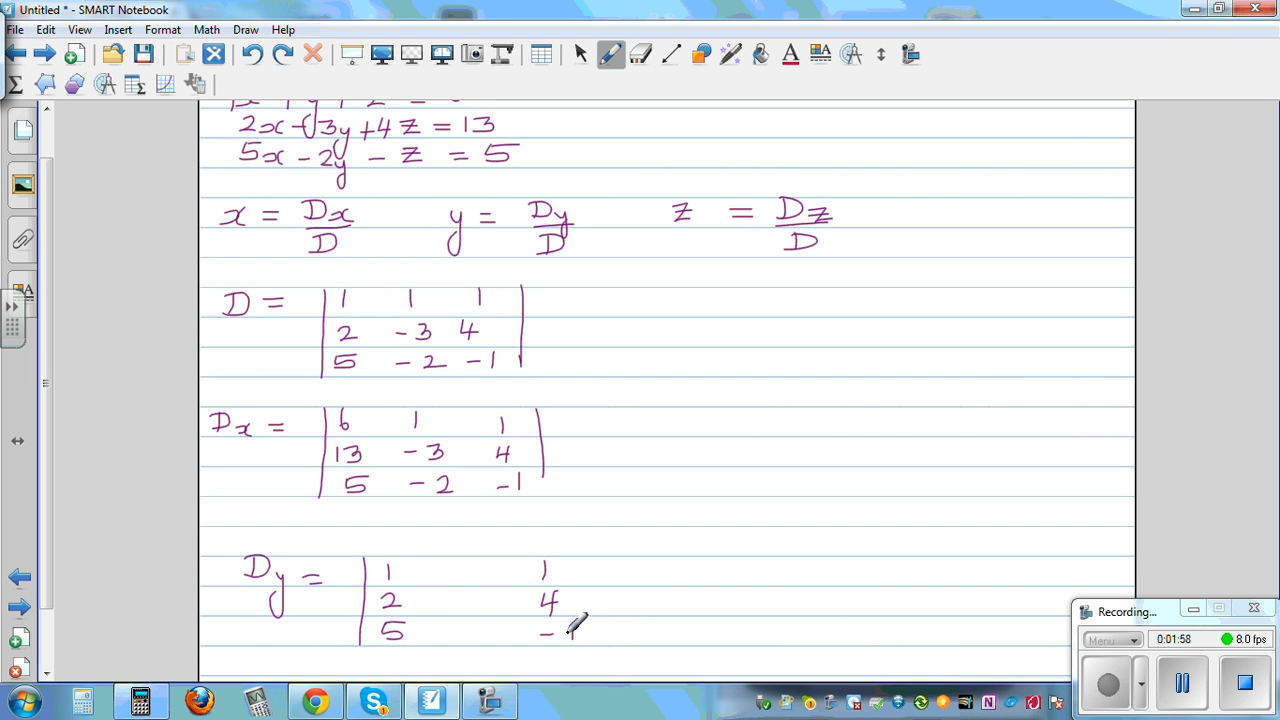 Untitled * - SMART Notebook
File Edit View Insert Format Math Draw Help
2x - 3y + 4z = 13
5x - 2y - z = 5
x = Dx/D y = Dy/D z = Dz/D
D = | 1 1 1 |
| 2 -3 4 |
| 5 -2 -1 |
Dx = | 6 1 1 |
| 13 -3 4 |
| 5 -2 -1 |
Dy = | 1 1
| 2 4
| 5 -1
Recording...
Menu 0:01:58 8.0 fps